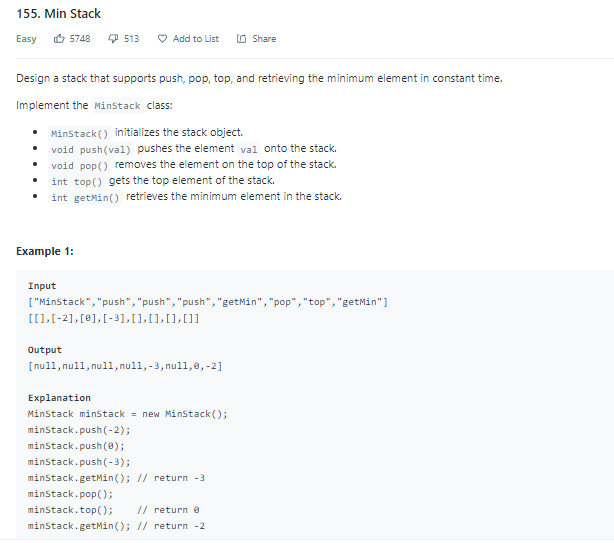 155. Min Stack
Easy 5748 513 Add to List Share
Design a stack that supports push, pop, top, and retrieving the minimum element in constant time.
Implement the MinStack class:
• MinStack() initializes the stack object.
• void push(val) pushes the element val onto the stack.
• void pop() removes the element on the top of the stack.
• int top() gets the top element of the stack.
• int getMin() retrieves the minimum element in the stack.
Example 1:
Input
["MinStack","push","push","push","getMin","pop","top","getMin"]
[[],[-2],[0],[-3],[],[],[],[]]
Output
[null,null,null,null,-3,null,0,-2]
Explanation
MinStack minStack = new MinStack();
minStack.push(-2);
minStack.push(0);
minStack.push(-3);
minStack.getMin(); // return -3
minStack.pop();
minStack.top();    // return 0
minStack.getMin(); // return -2